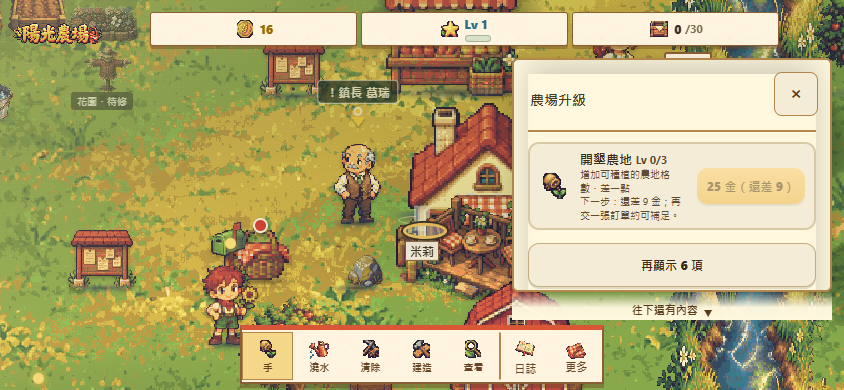 陽光農場
16
Lv 1
0 /30
花圃 · 待修
! 鎮長 葛瑞
農場升級
×
開墾農地 Lv 0/3
增加可種植的農地格
數 · 差一點
下一步：還差 9 金；再
交一張訂單約可補足。
25 金（還差 9）
米莉
再顯示 6 項
往下還有內容 ▼
手
澆水
清除
建造
查看
日誌
更多